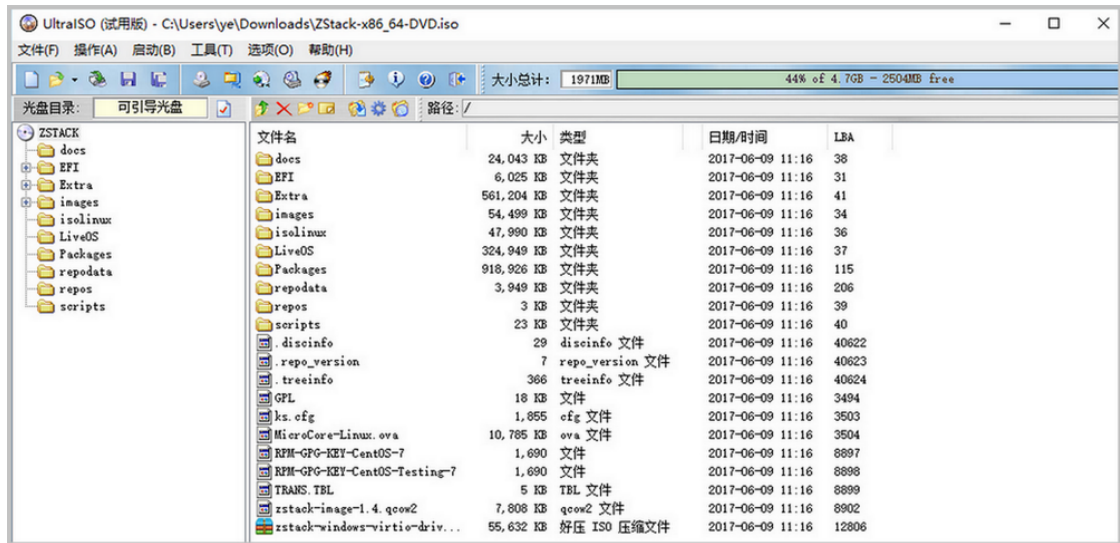 UltraISO (试用版) - C:\Users\ye\Downloads\ZStack-x86_64-DVD.iso
文件(F) 操作(A) 启动(B) 工具(T) 选项(O) 帮助(H)
大小总计: 1971MB 44% of 4.7GB - 2504MB free
光盘目录: 可引导光盘 路径: /
ZSTACK
docs
EFI
Extra
images
isolinux
LiveOS
Packages
repodata
repos
scripts
文件名 大小 类型 日期/时间 LBA
docs 24,043 KB 文件夹 2017-06-09 11:16 38
EFI 6,025 KB 文件夹 2017-06-09 11:16 31
Extra 561,204 KB 文件夹 2017-06-09 11:16 41
images 54,499 KB 文件夹 2017-06-09 11:16 34
isolinux 47,990 KB 文件夹 2017-06-09 11:16 36
LiveOS 324,949 KB 文件夹 2017-06-09 11:16 37
Packages 918,926 KB 文件夹 2017-06-09 11:16 115
repodata 3,949 KB 文件夹 2017-06-09 11:16 206
repos 3 KB 文件夹 2017-06-09 11:16 39
scripts 23 KB 文件夹 2017-06-09 11:16 40
.discinfo 29 discinfo 文件 2017-06-09 11:16 40622
.repo_version 7 repo_version 文件 2017-06-09 11:16 40623
.treeinfo 366 treeinfo 文件 2017-06-09 11:16 40624
GPL 18 KB 文件 2017-06-09 11:16 3494
ks.cfg 1,855 cfg 文件 2017-06-09 11:16 3503
MicroCore-Linux.ova 10,785 KB ova 文件 2017-06-09 11:16 3504
RPM-GPG-KEY-CentOS-7 1,690 文件 2017-06-09 11:16 8897
RPM-GPG-KEY-CentOS-Testing-7 1,690 文件 2017-06-09 11:16 8898
TRANS.TBL 5 KB TBL 文件 2017-06-09 11:16 8899
zstack-image-1.4.qcow2 7,808 KB qcow2 文件 2017-06-09 11:16 8902
zstack-windows-virtio-driv... 55,632 KB 好压 ISO 压缩文件 2017-06-09 11:16 12806